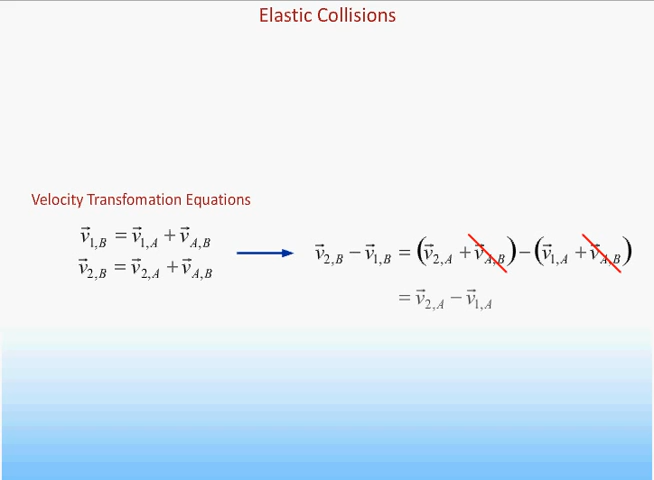 Elastic Collisions
Velocity Transfomation Equations
v⃗₁,B = v⃗₁,A + v⃗A,B
v⃗₂,B = v⃗₂,A + v⃗A,B
v⃗₂,B − v⃗₁,B = (v⃗₂,A + v⃗A,B) − (v⃗₁,A + v⃗A,B)
= v⃗₂,A − v⃗₁,A